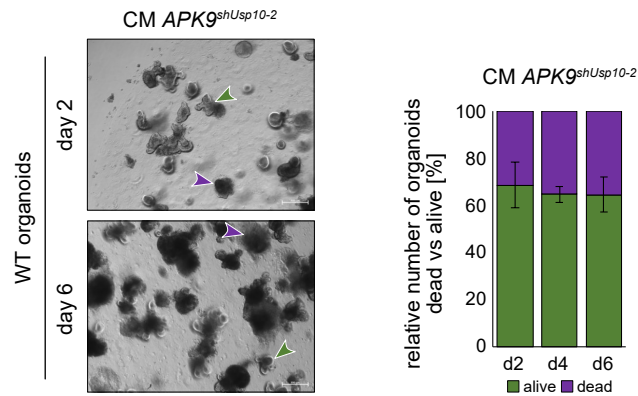 CM APK9shUsp10-2
WT organoids
day 2
day 6
CM APK9shUsp10-2
relative number of organoids
dead vs alive [%]
100
80
60
40
20
0
d2 d4 d6
alive dead